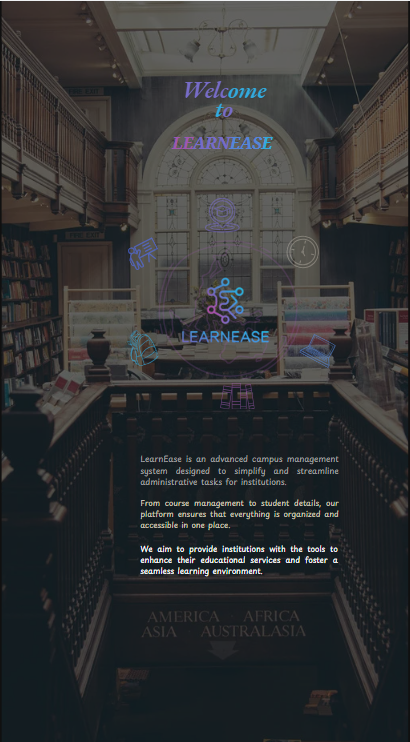 Welcome
to
LEARNEASE
LEARNEASE
LearnEase is an advanced campus management
system designed to simplify and streamline
administrative tasks for institutions.
From course management to student details, our
platform ensures that everything is organized and
accessible in one place.
We aim to provide institutions with the tools to
enhance their educational services and foster a
seamless learning environment.
AMERICA AFRICA
ASIA AUSTRALASIA